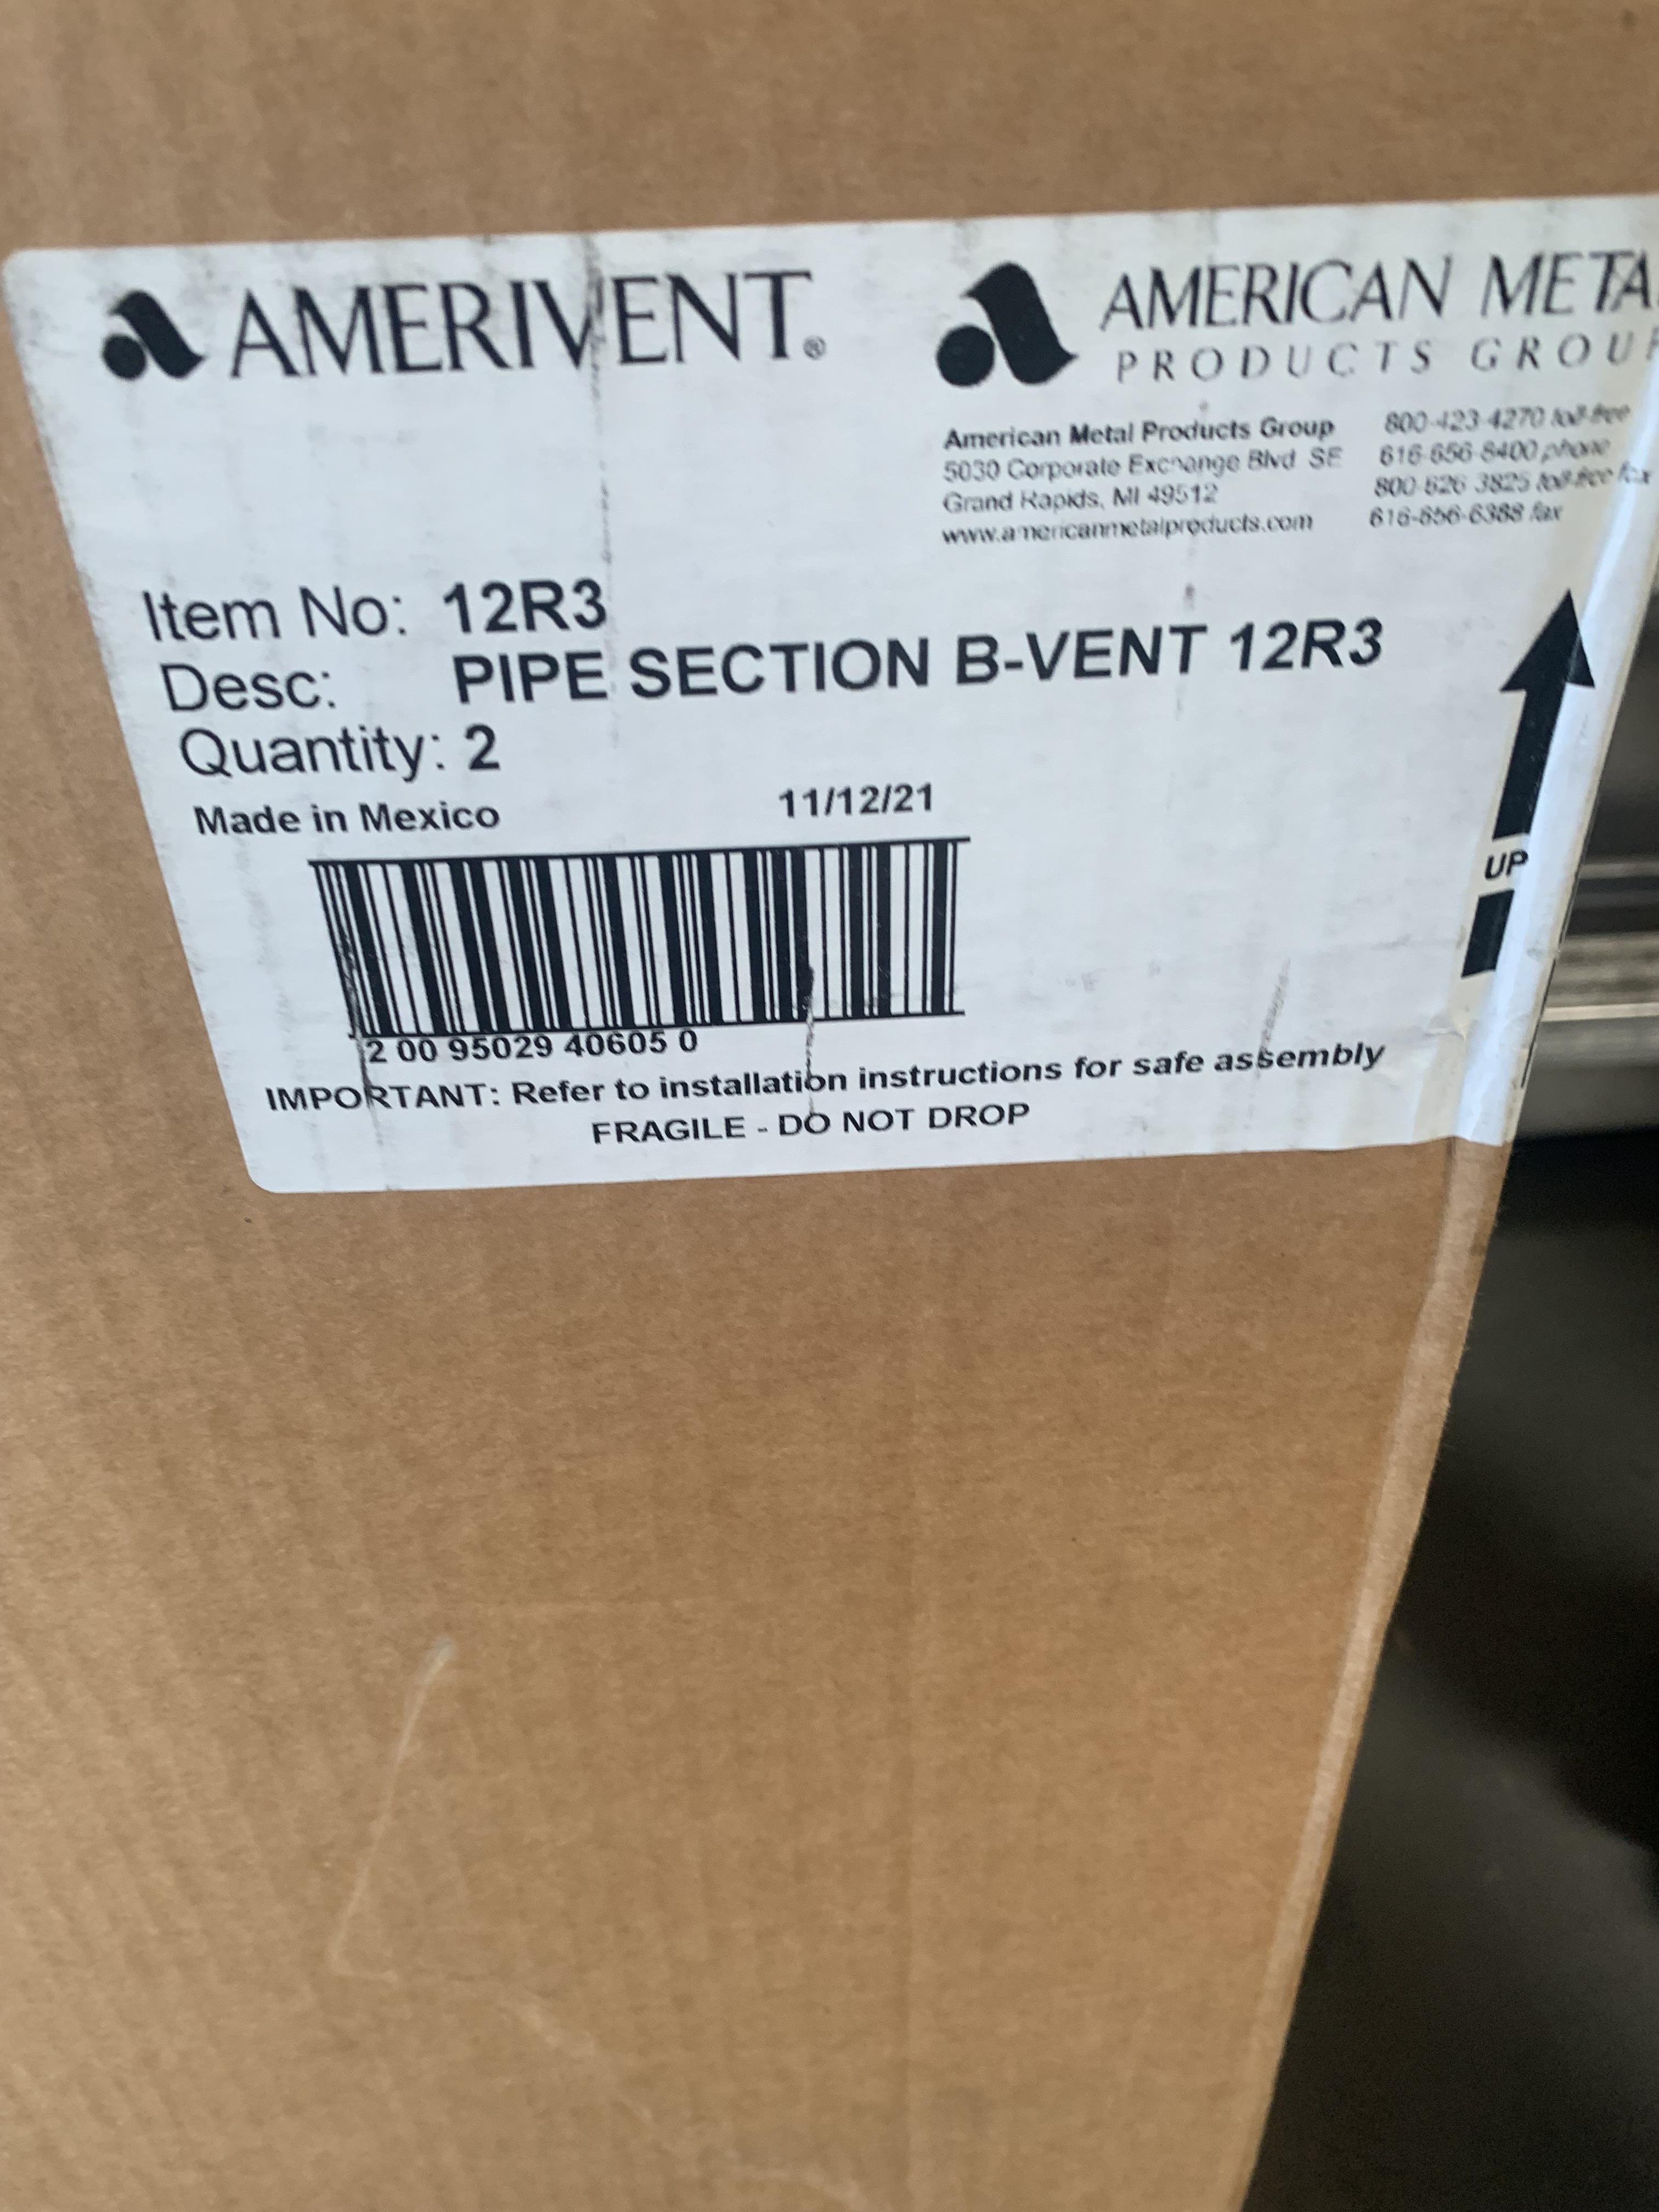 AMERIVENT®
AMERICAN META
PRODUCTS GROUP
American Metal Products Group
5030 Corporate Exchange Blvd SE
Grand Rapids, MI 49512
www.americanmetalproducts.com
800-423-4270 toll-free
616-656-8400 phone
800-626-3825 toll-free fax
616-656-6388 fax
Item No: 12R3
Desc: PIPE SECTION B-VENT 12R3
Quantity: 2
Made in Mexico 11/12/21
UP
2 00 95029 40605 0
IMPORTANT: Refer to installation instructions for safe assembly
FRAGILE - DO NOT DROP